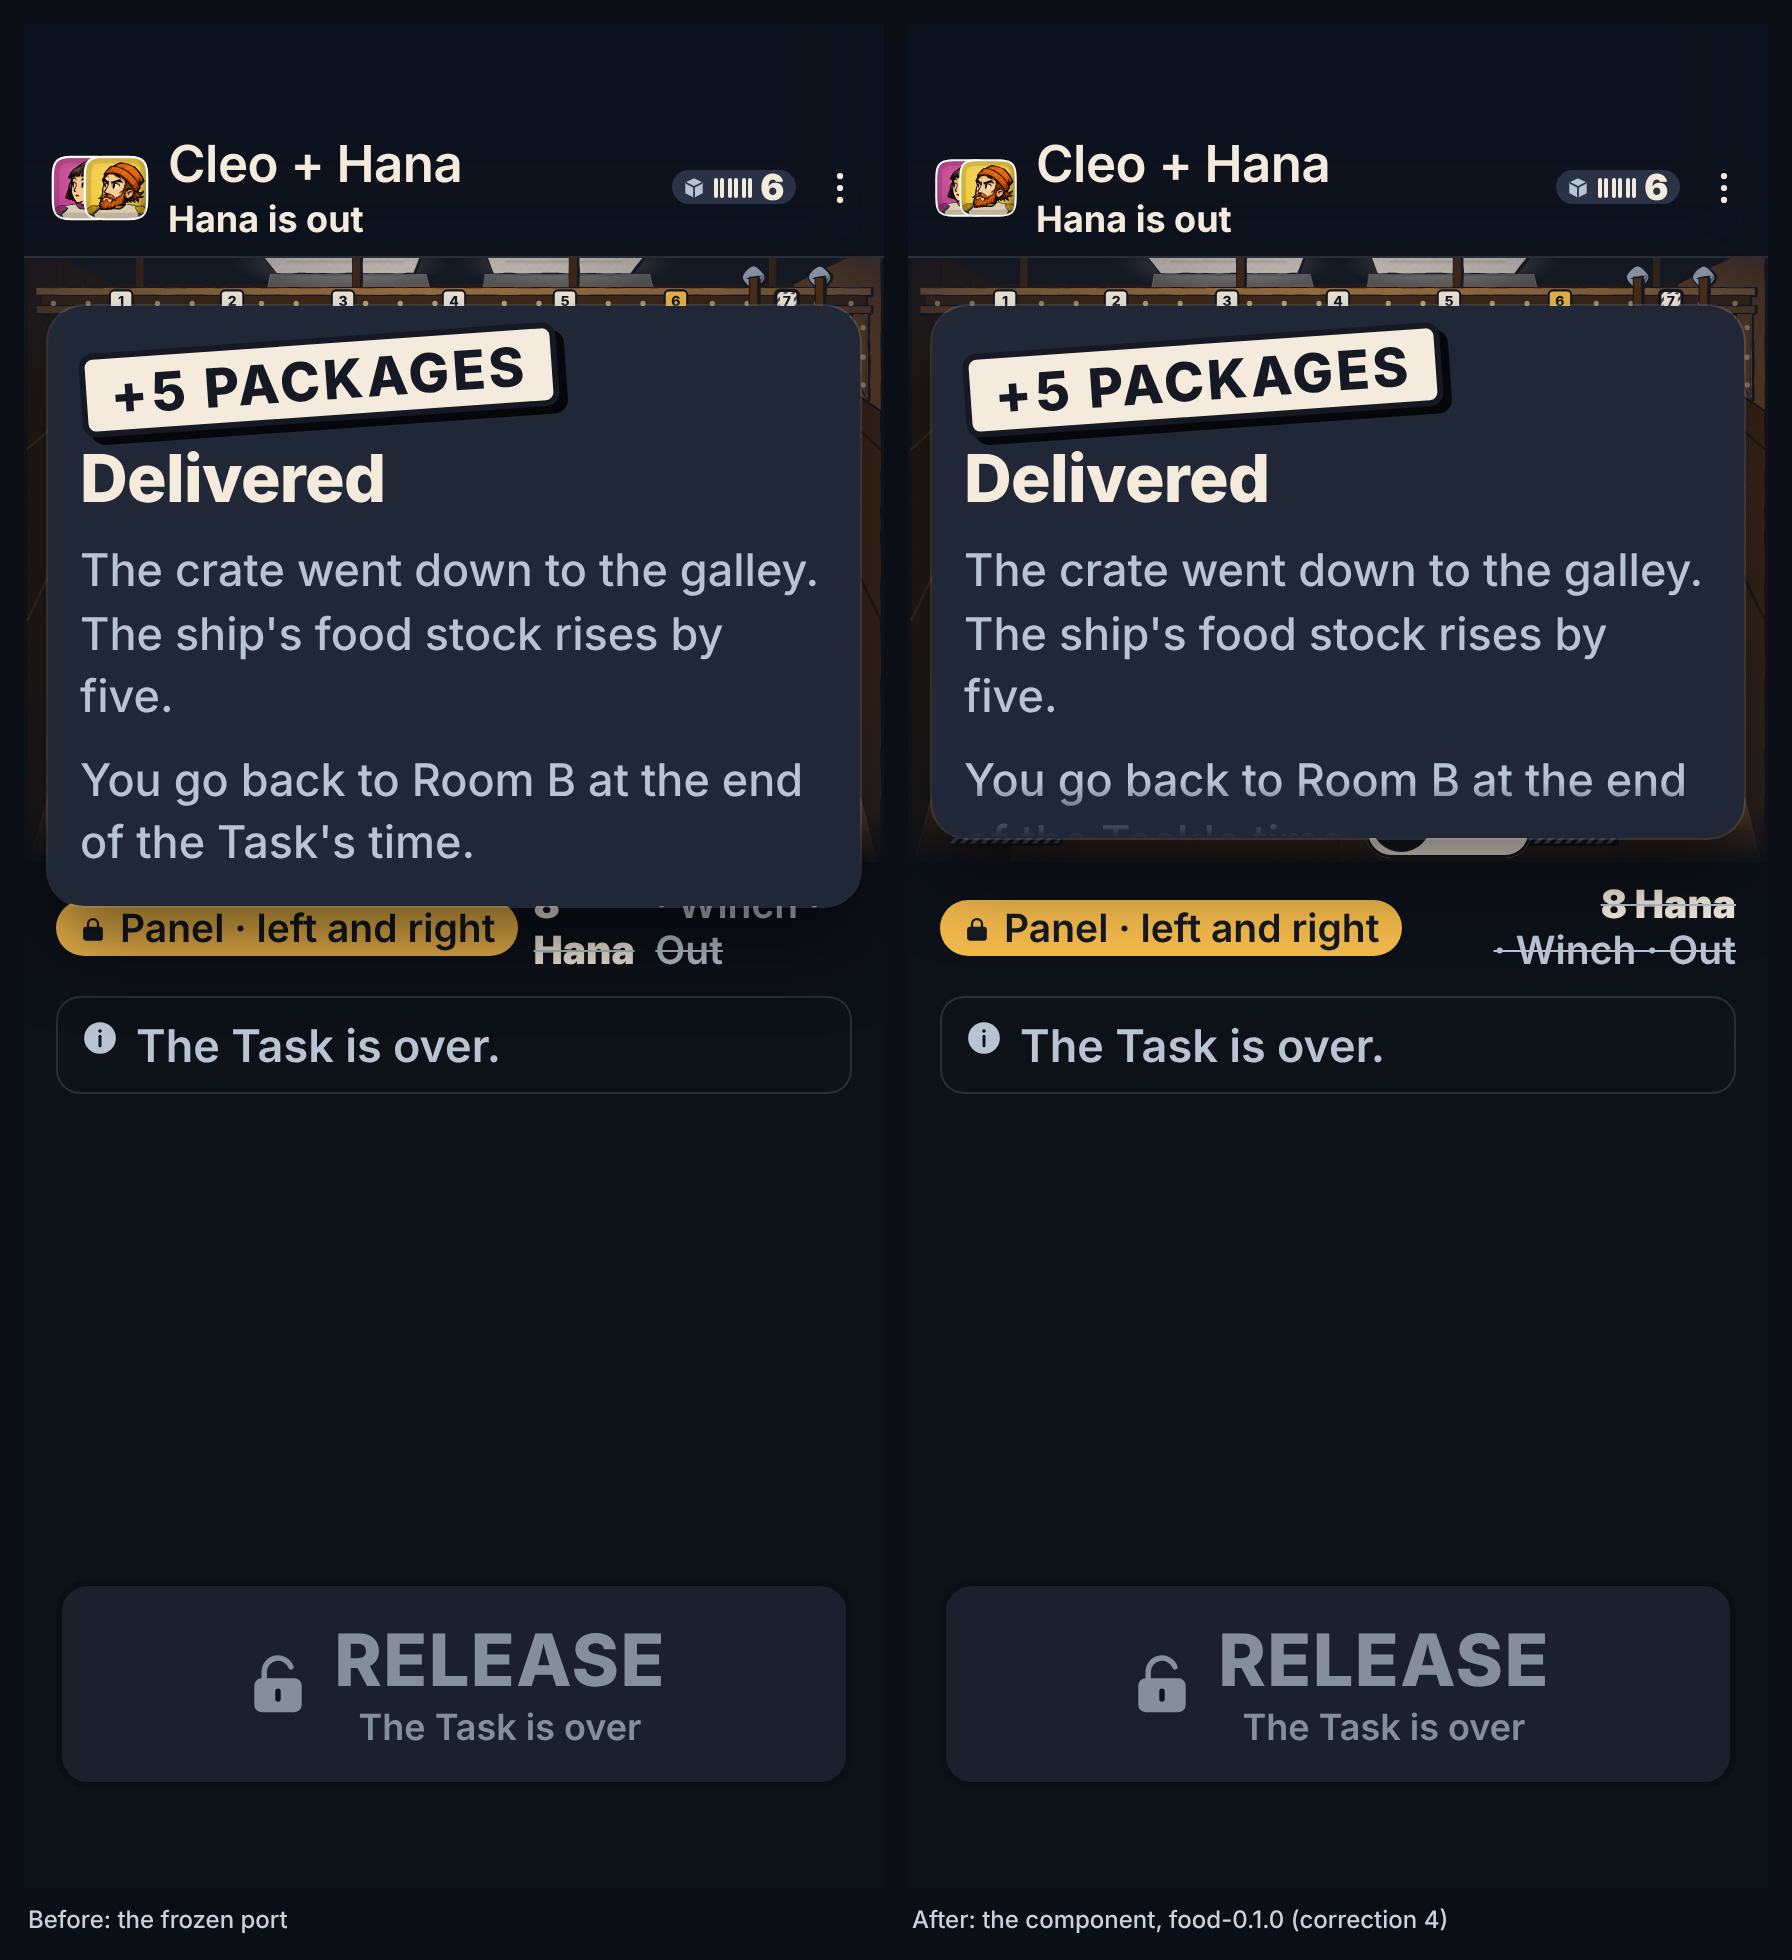 Cleo + Hana
Hana is out
6
1 2 3 4 5 6 7
+5 PACKAGES
Delivered
The crate went down to the galley.
The ship's food stock rises by
five.
You go back to Room B at the end
of the Task's time.
Panel · left and right
8 · Winch ·
Hana Out
The Task is over.
RELEASE
The Task is over
Before: the frozen port
Cleo + Hana
Hana is out
6
1 2 3 4 5 6 7
+5 PACKAGES
Delivered
The crate went down to the galley.
The ship's food stock rises by
five.
You go back to Room B at the end
of the Task's time
Panel · left and right
8 Hana
· Winch · Out
The Task is over.
RELEASE
The Task is over
After: the component, food-0.1.0 (correction 4)